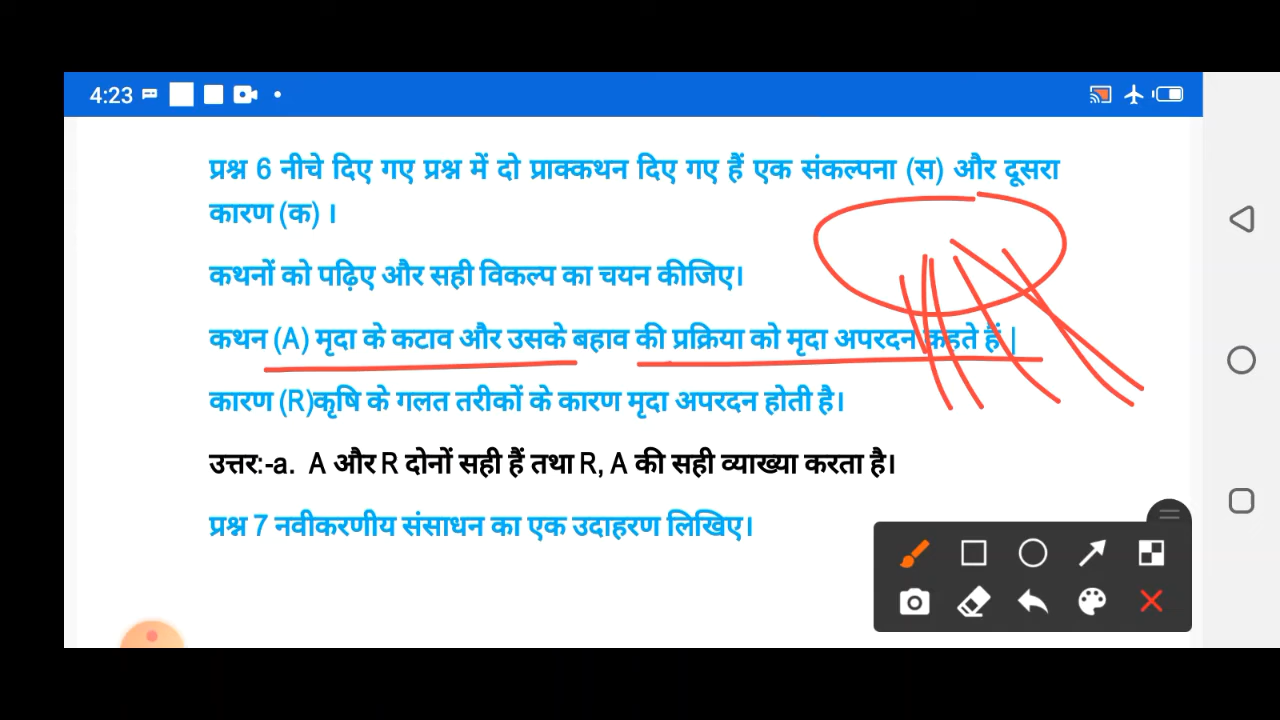 4:23
प्रश्न 6 नीचे दिए गए प्रश्न में दो प्राक्कथन दिए गए हैं एक संकल्पना (स) और दूसरा
कारण (क) ।
कथनों को पढ़िए और सही विकल्प का चयन कीजिए।
कथन (A) मृदा के कटाव और उसके बहाव की प्रक्रिया को मृदा अपरदन कहते हैं |
कारण (R)कृषि के गलत तरीकों के कारण मृदा अपरदन होती है।
उत्तर:-a. A और R दोनों सही हैं तथा R, A की सही व्याख्या करता है।
प्रश्न 7 नवीकरणीय संसाधन का एक उदाहरण लिखिए।